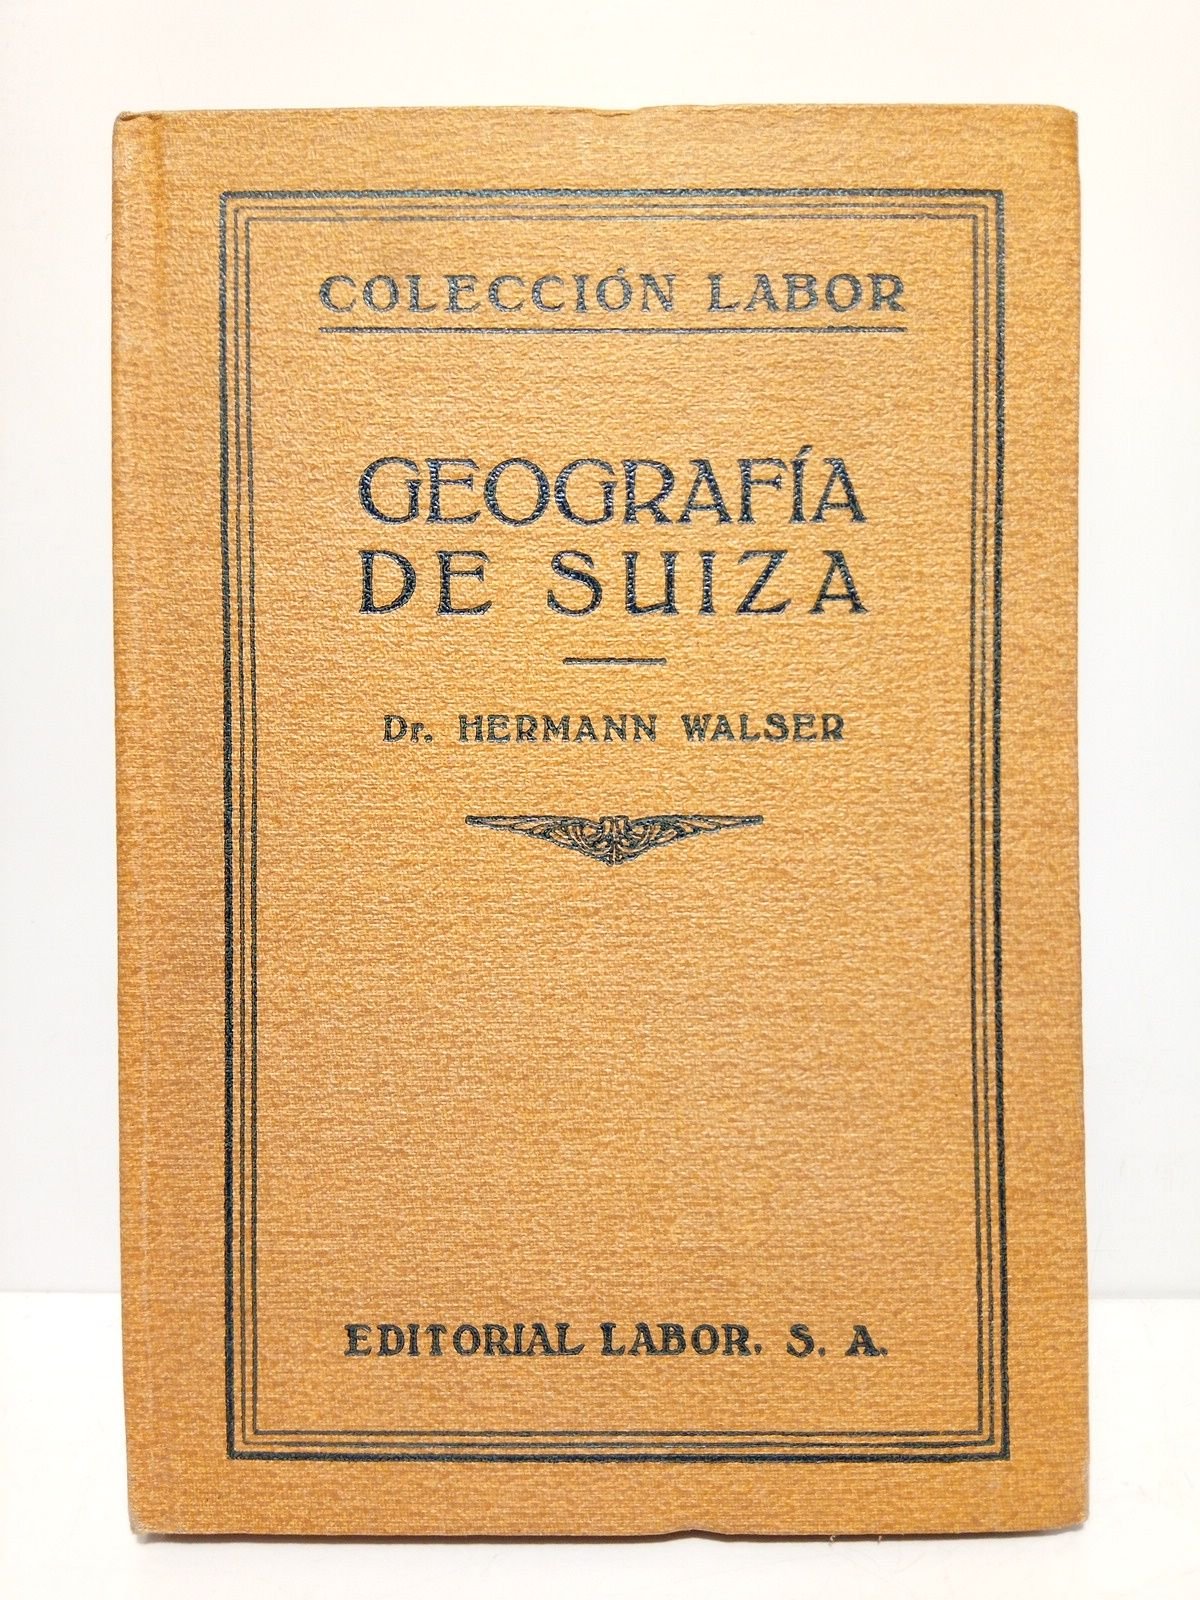 COLECCIÓN LABOR
GEOGRAFÍA
DE SUIZA
Dr. HERMANN WALSER
EDITORIAL LABOR. S. A.